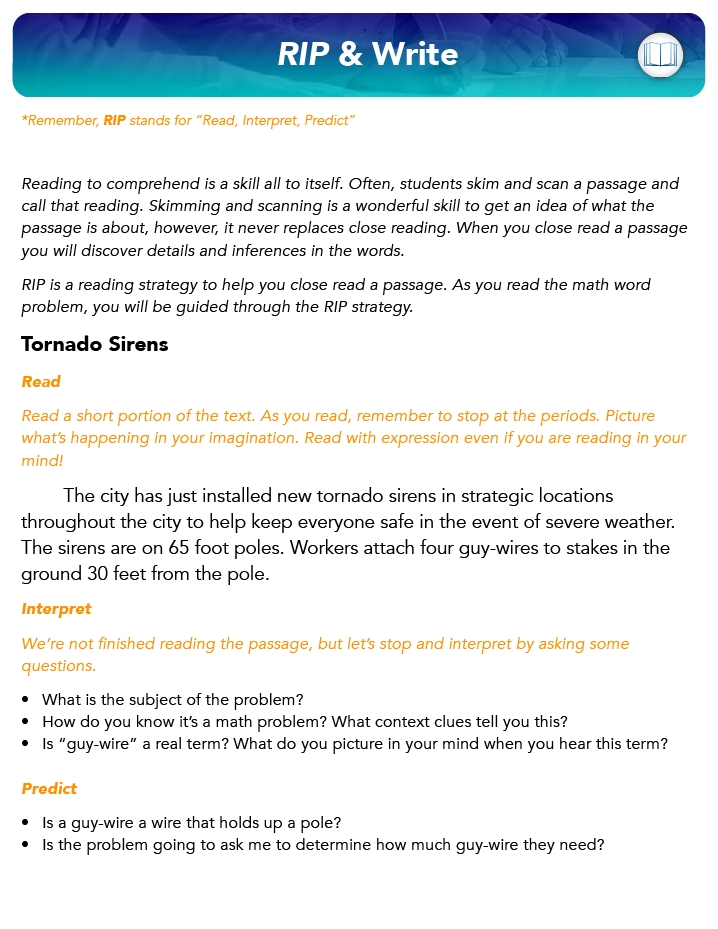 RIP & Write
*Remember, RIP stands for “Read, Interpret, Predict”
Reading to comprehend is a skill all to itself. Often, students skim and scan a passage and
call that reading. Skimming and scanning is a wonderful skill to get an idea of what the
passage is about, however, it never replaces close reading. When you close read a passage
you will discover details and inferences in the words.
RIP is a reading strategy to help you close read a passage. As you read the math word
problem, you will be guided through the RIP strategy.
Tornado Sirens
Read
Read a short portion of the text. As you read, remember to stop at the periods. Picture
what’s happening in your imagination. Read with expression even if you are reading in your
mind!
The city has just installed new tornado sirens in strategic locations
throughout the city to help keep everyone safe in the event of severe weather.
The sirens are on 65 foot poles. Workers attach four guy-wires to stakes in the
ground 30 feet from the pole.
Interpret
We’re not finished reading the passage, but let’s stop and interpret by asking some
questions.
• What is the subject of the problem?
• How do you know it’s a math problem? What context clues tell you this?
• Is “guy-wire” a real term? What do you picture in your mind when you hear this term?
Predict
• Is a guy-wire a wire that holds up a pole?
• Is the problem going to ask me to determine how much guy-wire they need?